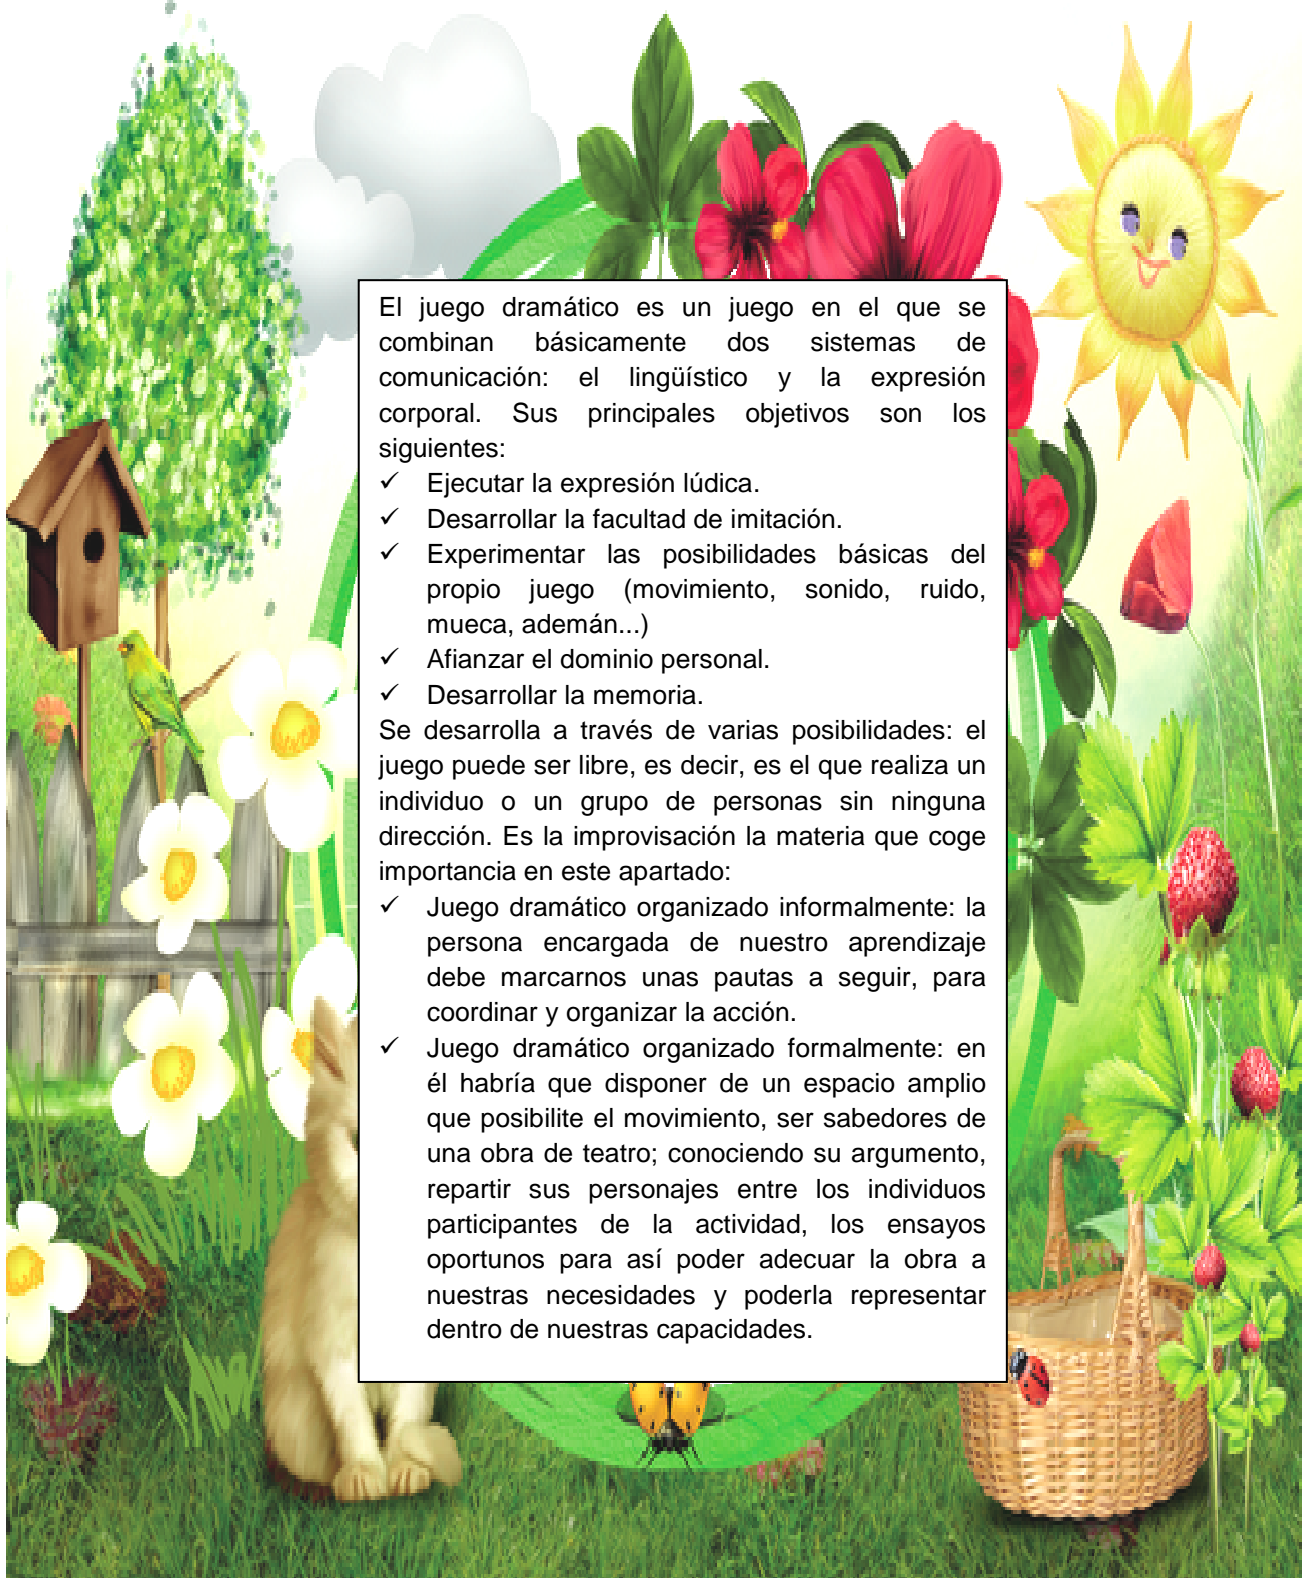 El juego dramático es un juego en el que se
combinan básicamente dos sistemas de
comunicación: el lingüístico y la expresión
corporal. Sus principales objetivos son los
siguientes:
✓ Ejecutar la expresión lúdica.
✓ Desarrollar la facultad de imitación.
✓ Experimentar las posibilidades básicas del
propio juego (movimiento, sonido, ruido,
mueca, ademán...)
✓ Afianzar el dominio personal.
✓ Desarrollar la memoria.
Se desarrolla a través de varias posibilidades: el
juego puede ser libre, es decir, es el que realiza un
individuo o un grupo de personas sin ninguna
dirección. Es la improvisación la materia que coge
importancia en este apartado:
✓ Juego dramático organizado informalmente: la
persona encargada de nuestro aprendizaje
debe marcarnos unas pautas a seguir, para
coordinar y organizar la acción.
✓ Juego dramático organizado formalmente: en
él habría que disponer de un espacio amplio
que posibilite el movimiento, ser sabedores de
una obra de teatro; conociendo su argumento,
repartir sus personajes entre los individuos
participantes de la actividad, los ensayos
oportunos para así poder adecuar la obra a
nuestras necesidades y poderla representar
dentro de nuestras capacidades.